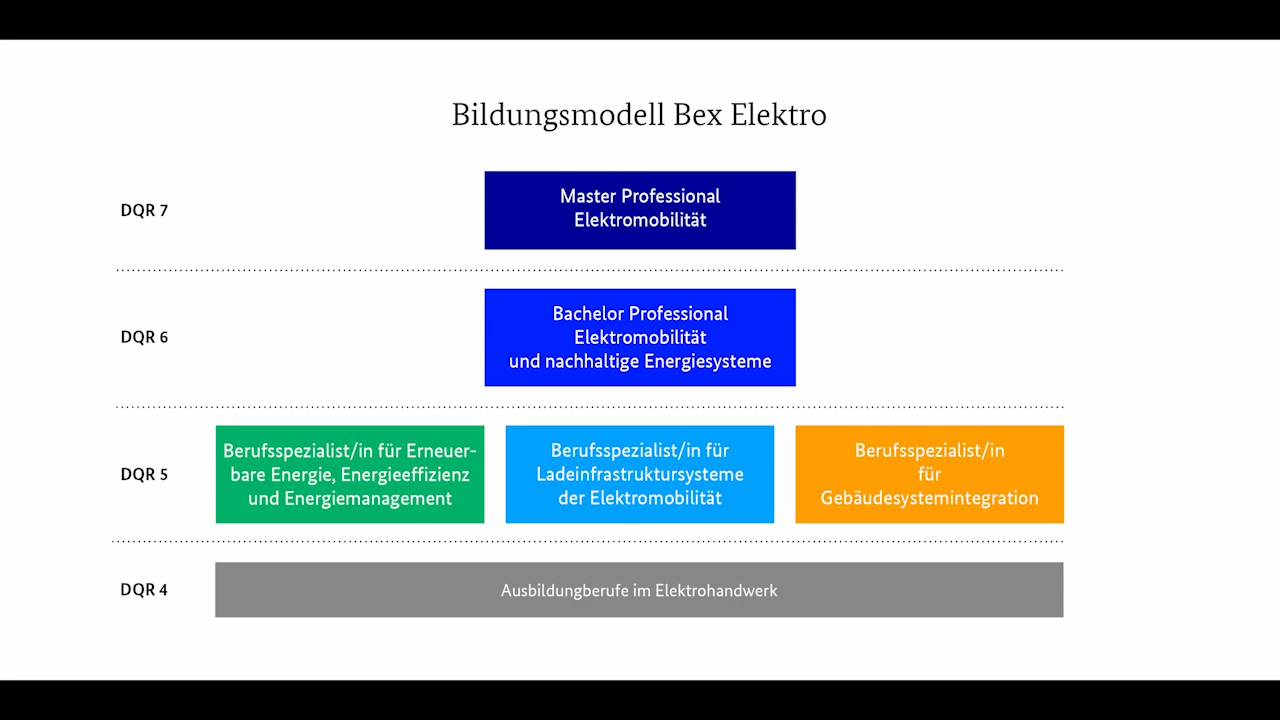 Bildungsmodell Bex Elektro
DQR 7
Master Professional
Elektromobilität
DQR 6
Bachelor Professional
Elektromobilität
und nachhaltige Energiesysteme
DQR 5
Berufsspezialist/in für Erneuer-
bare Energie, Energieeffizienz
und Energiemanagement
Berufsspezialist/in für
Ladeinfrastruktursysteme
der Elektromobilität
Berufsspezialist/in
für
Gebäudesystemintegration
DQR 4
Ausbildungberufe im Elektrohandwerk